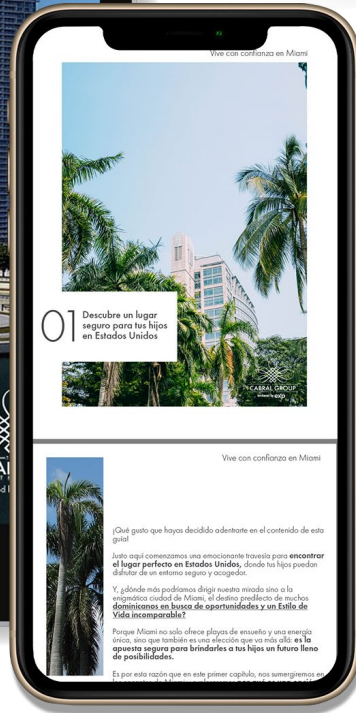 Vive con confianza en Miami
01
Descubre un lugar
seguro para tus hijos
en Estados Unidos
CABRAL GROUP
exp
Vive con confianza en Miami
¡Qué gusto que hayas decidido adentrarte en el contenido de esta
guía!
Justo aquí comenzamos una emocionante travesía para encontrar
el lugar perfecto en Estados Unidos, donde tus hijos puedan
disfrutar de un entorno seguro y acogedor.
Y, ¿dónde más podríamos dirigir nuestra mirada sino a la
enigmática ciudad de Miami, el destino predilecto de muchos
dominicanos en busca de oportunidades y un Estilo de
Vida incomparable?
Porque Miami no solo ofrece playas de ensueño y una energía
única, sino que también es una elección que va más allá: es la
apuesta segura para brindarles a tus hijos un futuro lleno
de posibilidades.
Es por esta razón que en este primer capítulo, nos sumergiremos en